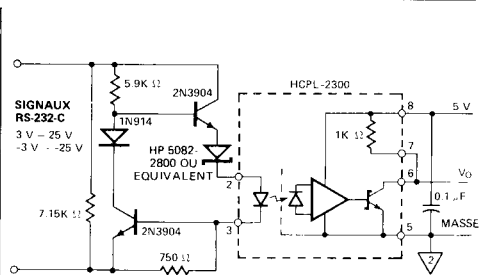 HCPL-2300
SIGNAUX
RS-232-C
3 V – 25 V
-3 V - -25 V
5.9K Ω
2N3904
1N914
HP 5082-
2800 OU
EQUIVALENT
7.15K Ω
2N3904
750 Ω
2
3
1K Ω
8
7
6
5
5 V
VO
0.1 µF
MASSE
2